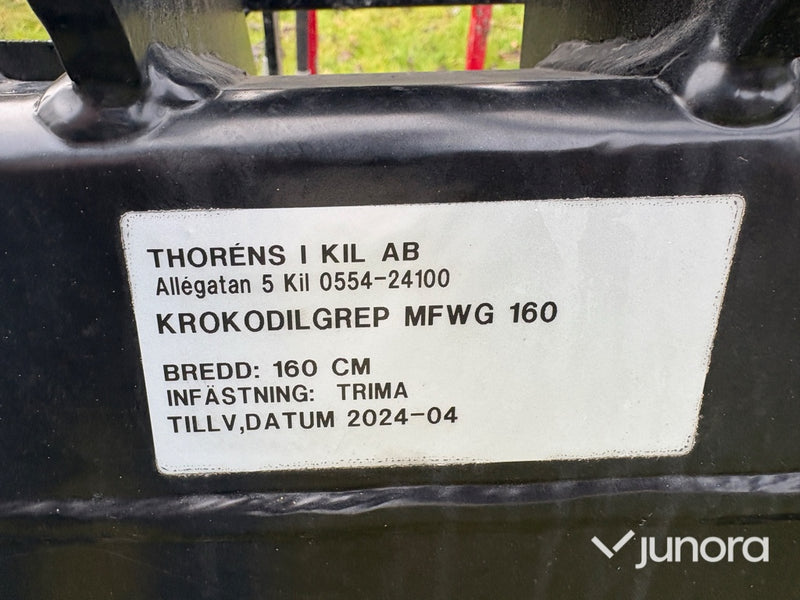 THORÉNS I KIL AB
Allégatan 5 Kil 0554-24100
KROKODILGREP MFWG 160
BREDD: 160 CM
INFÄSTNING: TRIMA
TILLV,DATUM 2024-04
junora